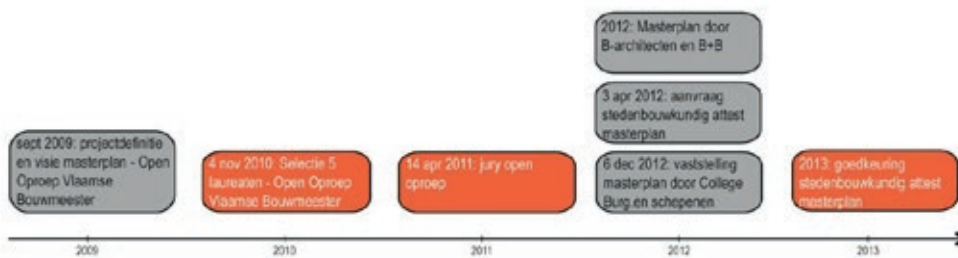 sept 2009: projectdefinitie
en visie masterplan - Open
Oproep Vlaamse
Bouwmeester
4 nov 2010: Selectie 5
laureaten - Open Oproep
Vlaamse Bouwmeester
14 apr 2011: jury open
oproep
2012: Masterplan door
B-architecten en B+B
3 apr 2012: aanvraag
stedenbouwkundig attest
masterplan
6 dec 2012: vaststelling
masterplan door College
Burg.en schepenen
2013: goedkeuring
stedenbouwkundig attest
masterplan
2009
2010
2011
2012
2013